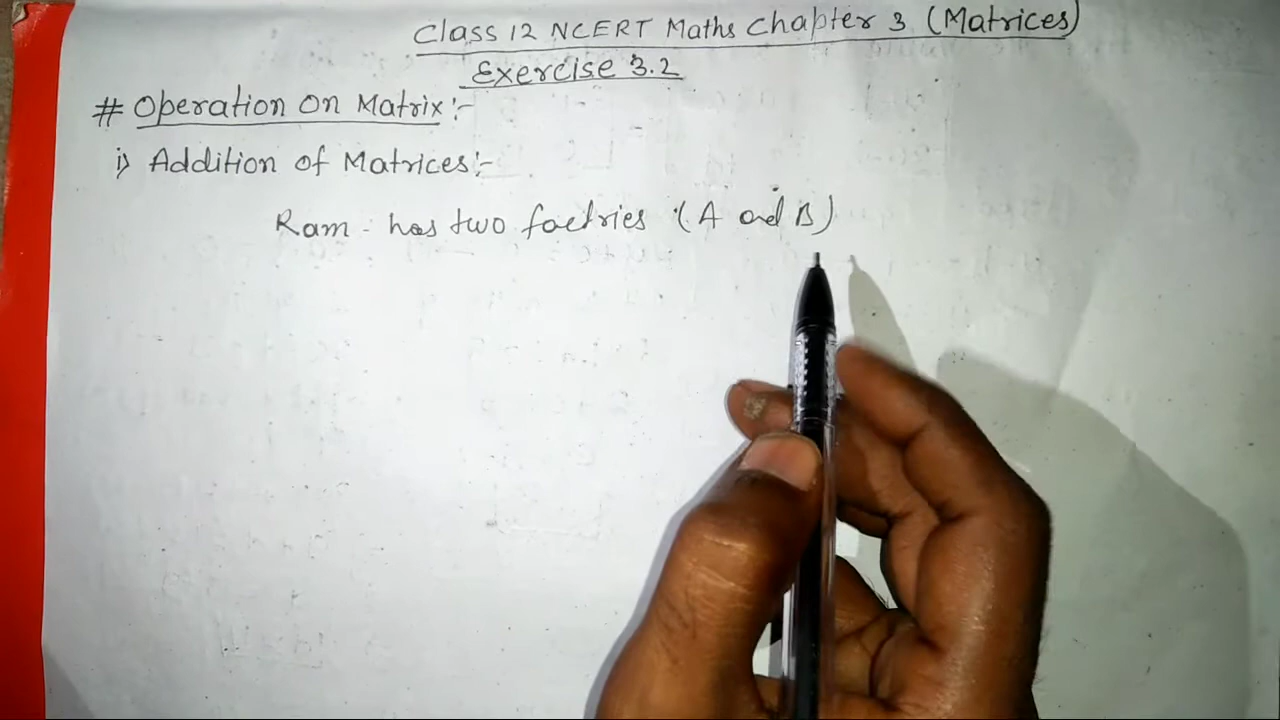 Class 12 NCERT Maths Chapter 3 (Matrices)
Exercise 3.2
# Operation On Matrix:-
i) Addition of Matrices:-
Ram - has two factries (A and B)